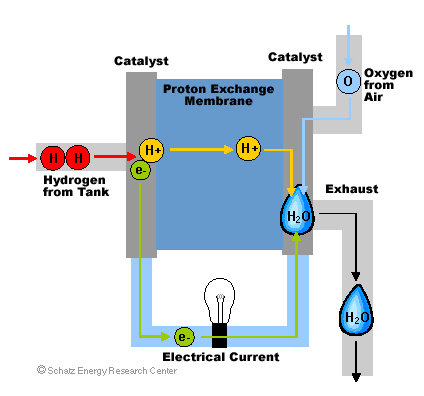 Catalyst
Catalyst
Proton Exchange
Membrane
O
Oxygen
from
Air
H H
H+
H+
e-
Hydrogen
from Tank
Exhaust
H2O
H2O
e-
Electrical Current
© Schatz Energy Research Center